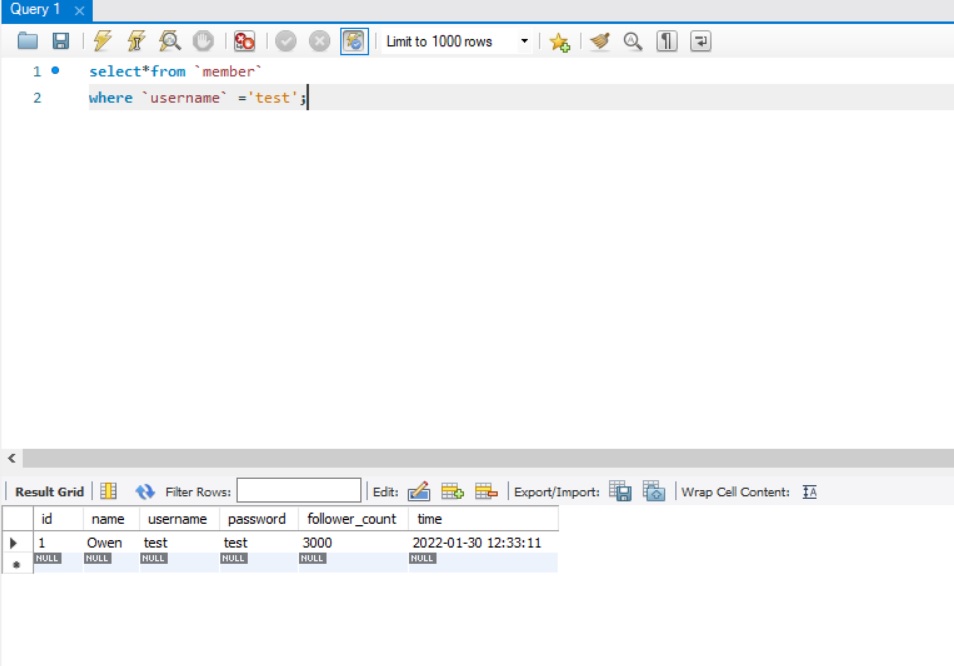 Query 1
Limit to 1000 rows
1 select*from `member`
2 where `username` ='test';
Result Grid Filter Rows: Edit: Export/Import: Wrap Cell Content:
id name username password follower_count time
1 Owen test test 3000 2022-01-30 12:33:11
NULL NULL NULL NULL NULL NULL